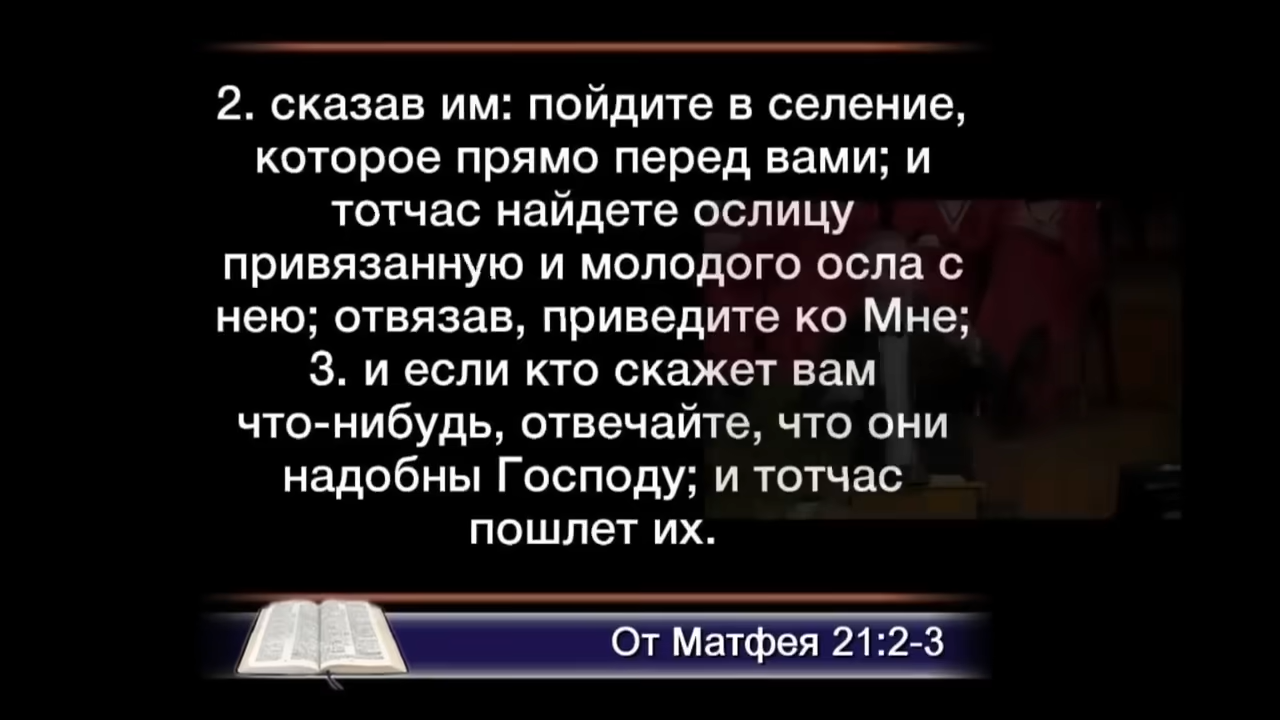 2. сказав им: пойдите в селение,
которое прямо перед вами; и
тотчас найдете ослицу
привязанную и молодого осла с
нею; отвязав, приведите ко Мне;
3. и если кто скажет вам
что-нибудь, отвечайте, что они
надобны Господу; и тотчас
пошлет их.
От Матфея 21:2-3